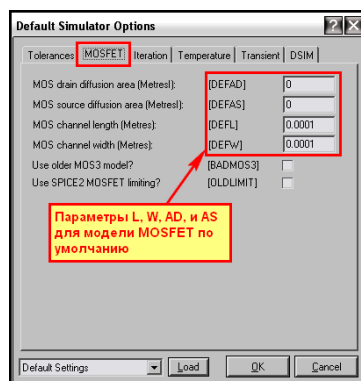 Default Simulator Options
Tolerances MOSFET Iteration Temperature Transient DSIM
MOS drain diffusion area (Metresl): [DEFAD] 0
MOS source diffusion area (Metres): [DEFAS] 0
MOS channel length (Metres): [DEFL] 0.0001
MOS channel width (Metres): [DEFW] 0.0001
Use older MOS3 model? [BADMOS3]
Use SPICE2 MOSFET limiting? [OLDLIMIT]
Параметры L, W, AD, и AS
для модели MOSFET по
умолчанию
Default Settings Load OK Cancel